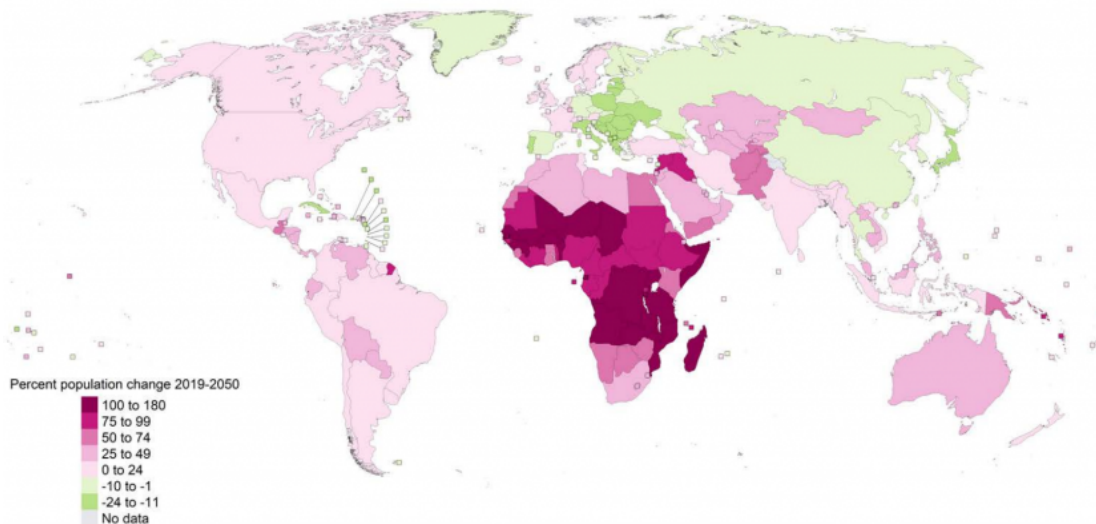 Percent population change 2019-2050
100 to 180
75 to 99
50 to 74
25 to 49
0 to 24
-10 to -1
-24 to -11
No data